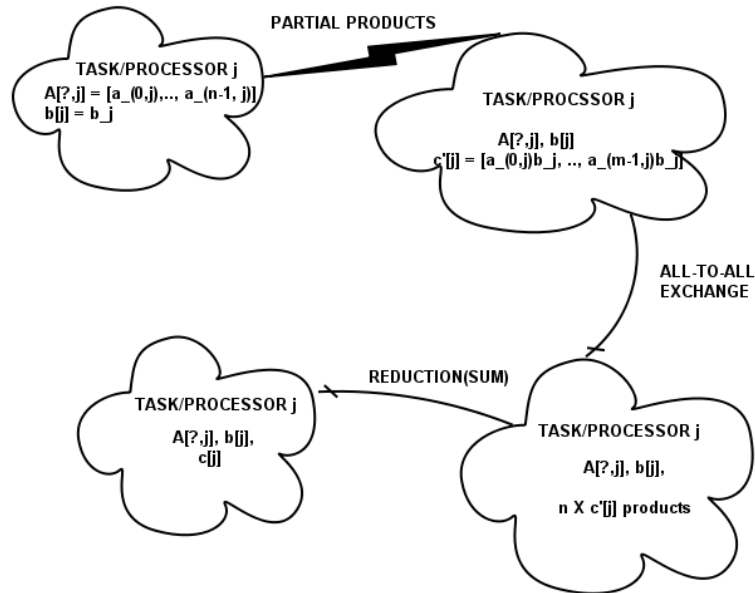 PARTIAL PRODUCTS
TASK/PROCESSOR j
A[?,j] = [a_(0,j),.., a_(n-1, j)]
b[j] = b_j
TASK/PROCSSOR j
A[?,j], b[j]
c'[j] = [a_(0,j)b_j, .., a_(m-1,j)b_j]
ALL-TO-ALL
EXCHANGE
REDUCTION(SUM)
TASK/PROCESSOR j
A[?,j], b[j],
c[j]
TASK/PROCESSOR j
A[?,j], b[j],
n X c'[j] products